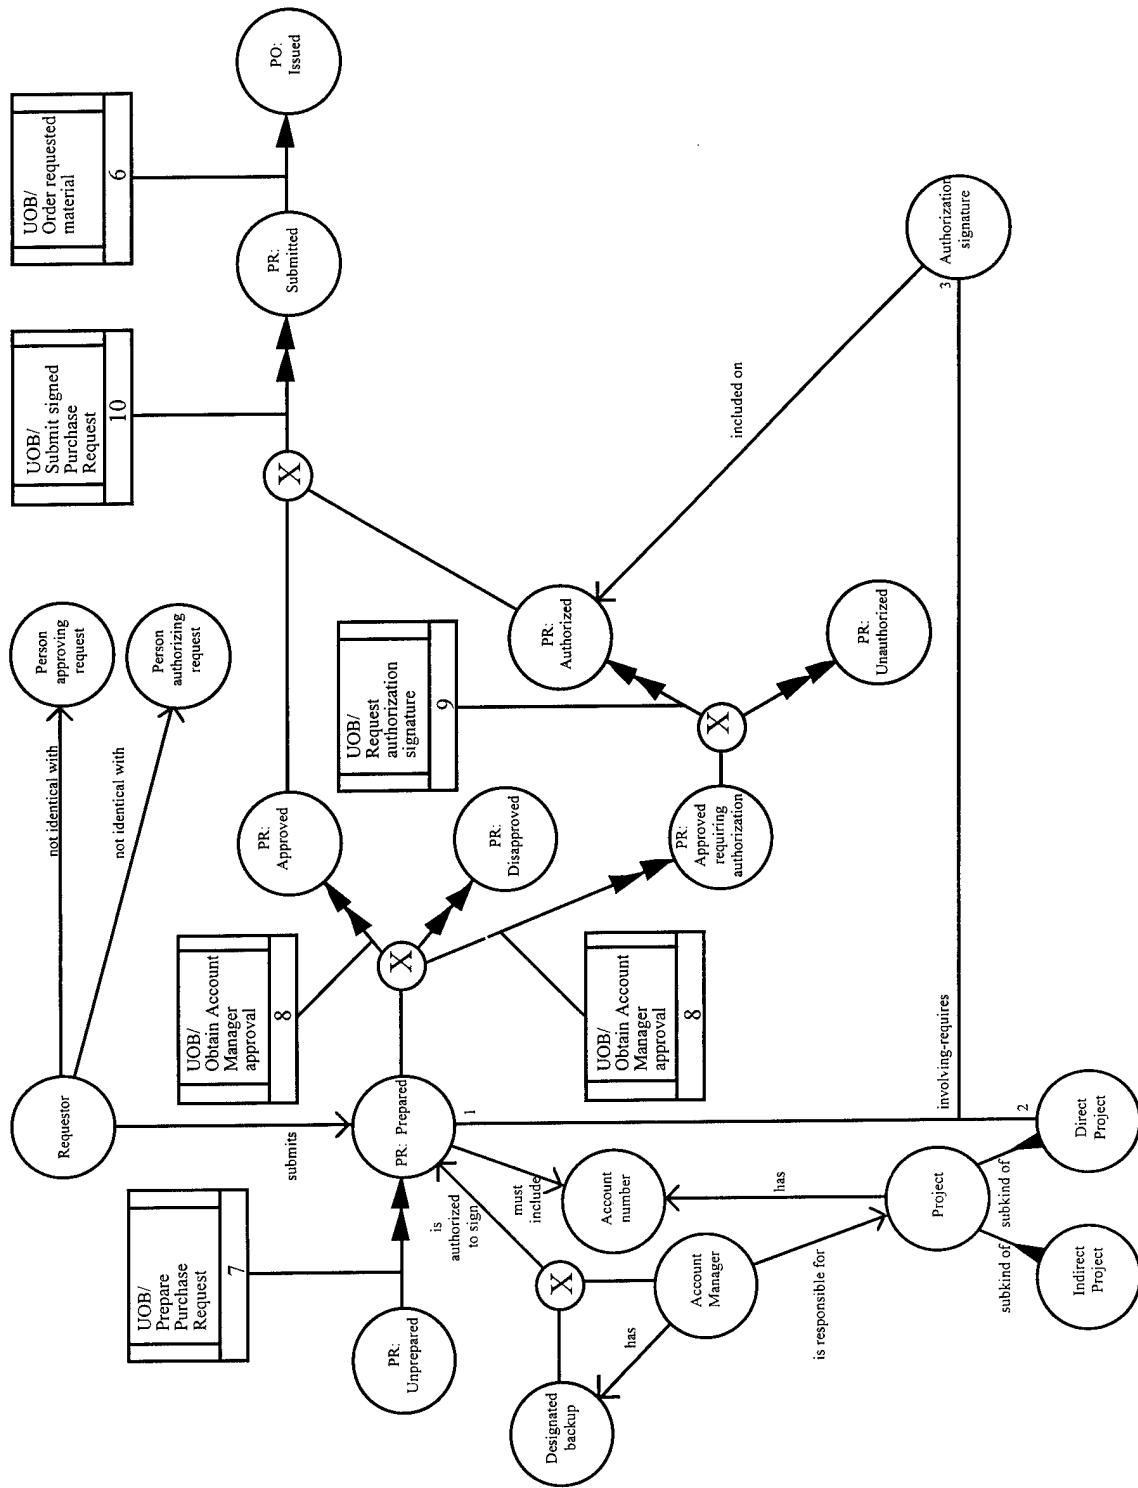 UOB/
Order requested
material
6
PO:
Issued
PR:
Submitted
UOB/
Submit signed
Purchase
Request
10
X
Person
approving
request
Person
authorizing
request
not identical with
not identical with
Requestor
submits
UOB/
Prepare
Purchase
Request
7
PR:
Unprepared
PR: Prepared
1
UOB/
Obtain Account
Manager
approval
8
X
PR:
Approved
PR:
Disapproved
UOB/
Obtain Account
Manager
approval
8
PR:
Approved
requiring
authorization
UOB/
Request
authorization
signature
9
X
PR:
Authorized
PR:
Unauthorized
included on
Authorization
signature
3
involving-requires
2
Direct
Project
Indirect
Project
subkind of
subkind of
Project
has
Account
number
must
include
is
authorized
to sign
X
Account
Manager
is responsible for
has
Designated
backup